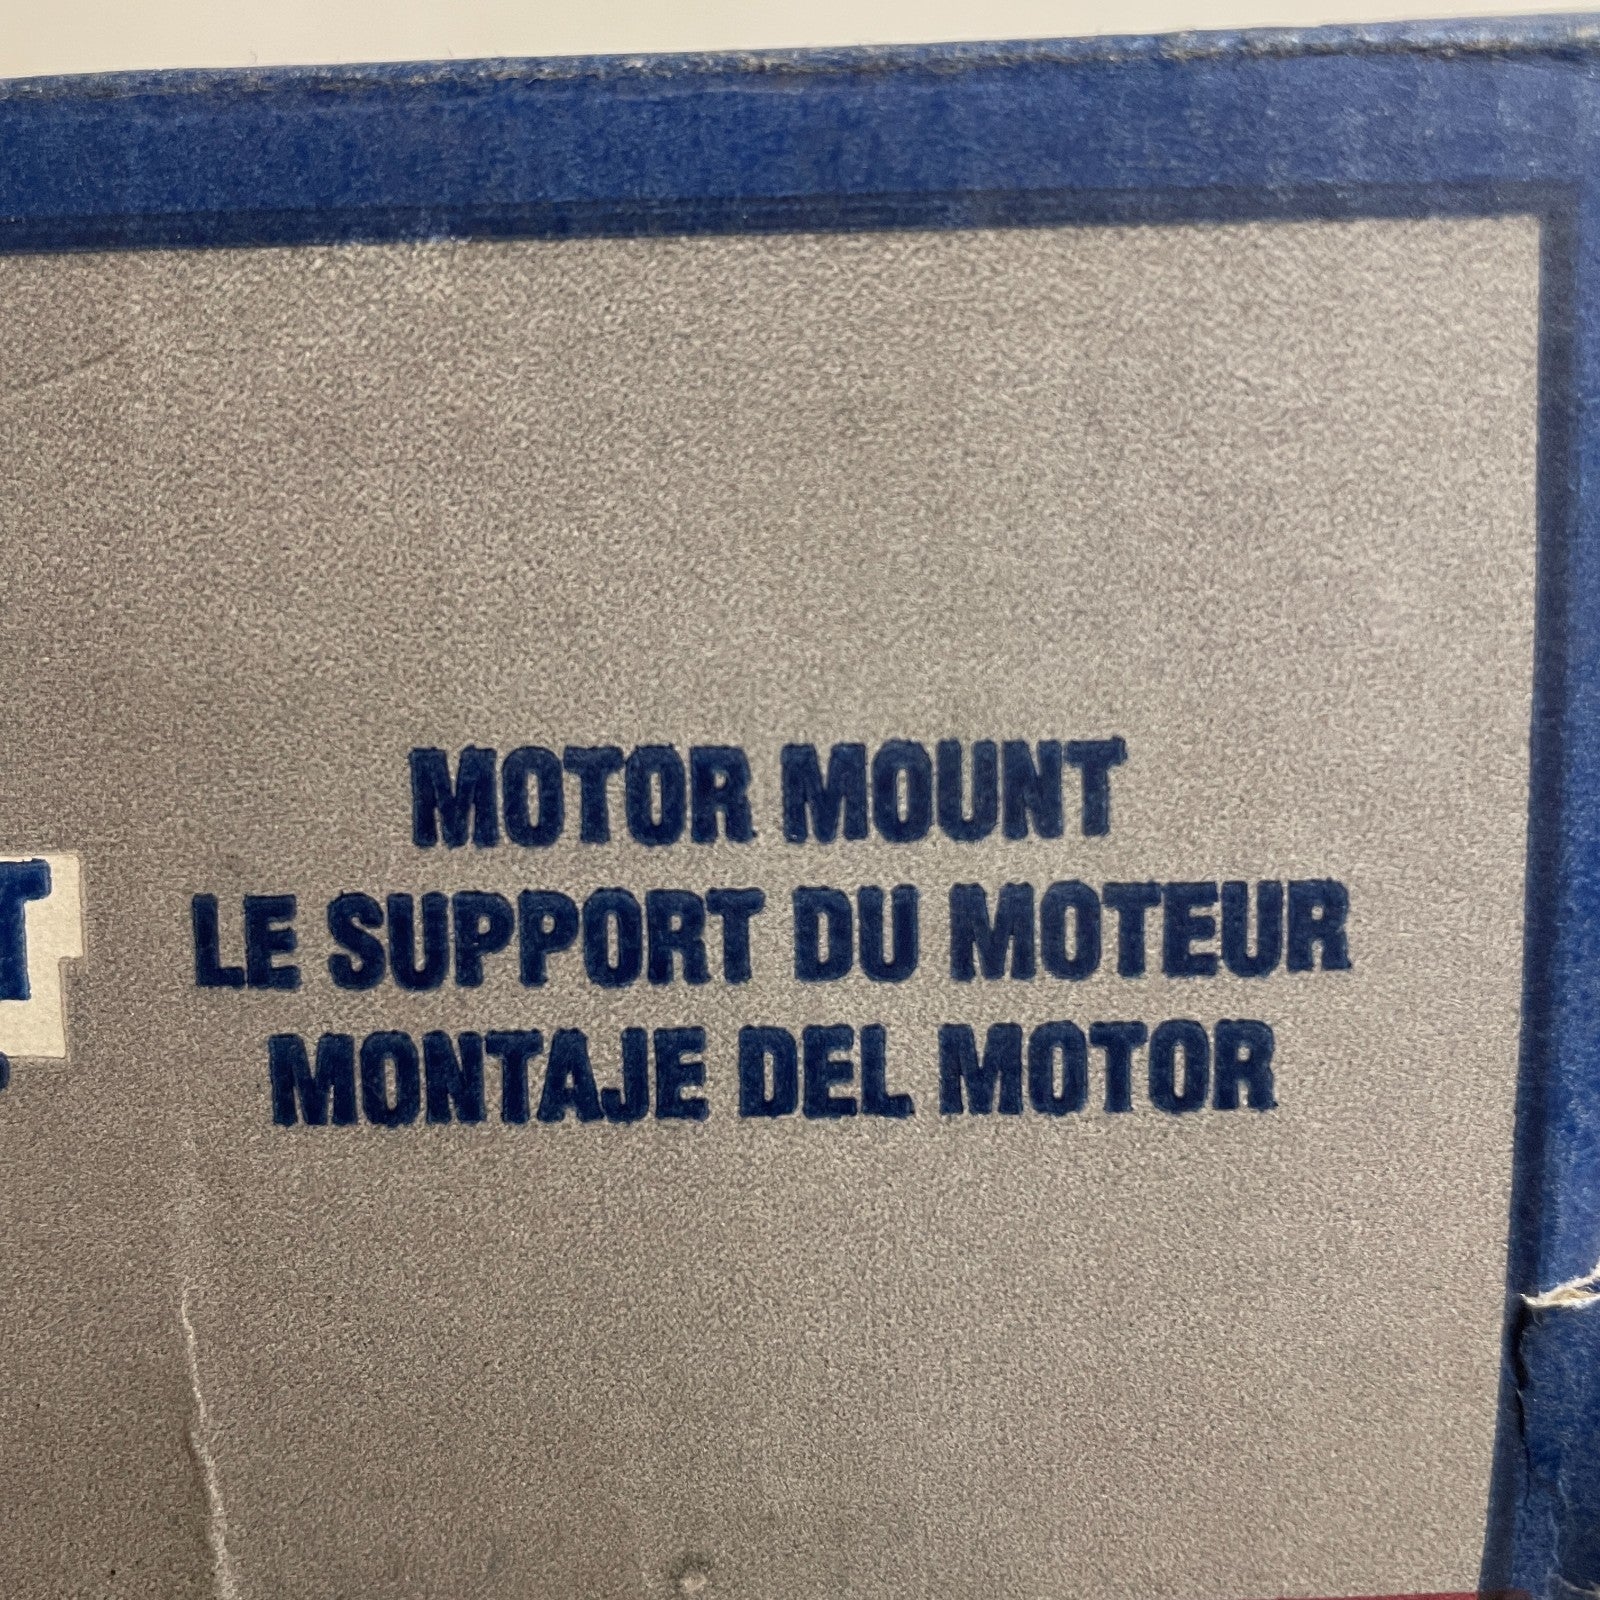 MOTOR MOUNT
LE SUPPORT DU MOTEUR
MONTAJE DEL MOTOR